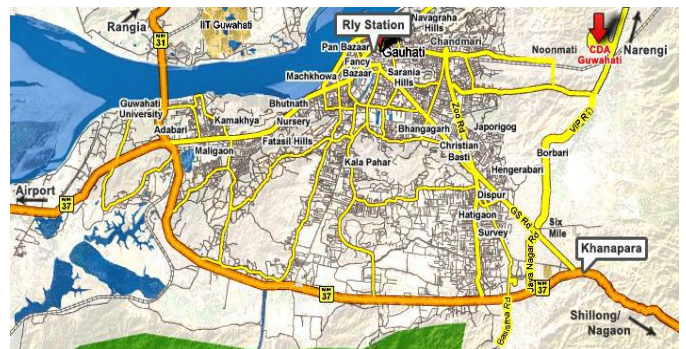 Rangia
IIT Guwahati
NH
31
Rly Station
Navagraha
Hills
Pan Bazaar
Gauhati
Chandmari
Fancy
Bazaar
Noonmati
CDA
Guwahati
Narengi
Machkhowa
Sarania
Hills
Guwahati
University
Bhutnath
Nursery
Zoo Rd
VIP Rd
Adabari
Kamakhya
Fatasil Hills
Bhangagarh
Japorigog
Maligaon
Christian
Basti
Borbari
Kala Pahar
Hengerabari
Airport
NH
37
Dispur
Hatigaon
Survey
GS Rd
Six
Mile
Jaya Nagar Rd
Khanapara
NH
37
NH
37
Basistha Rd
Shillong/
Nagaon